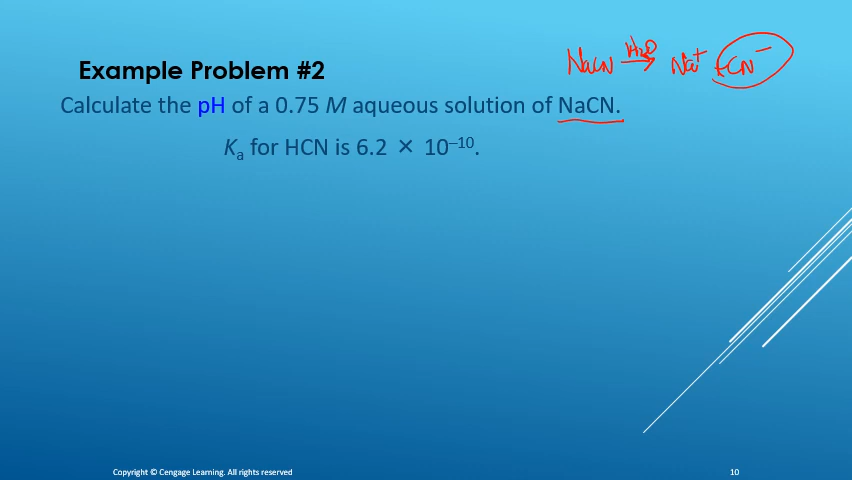 NaCN H₂O→ Na⁺ + CN⁻
Example Problem #2
Calculate the pH of a 0.75 M aqueous solution of NaCN.
Kₐ for HCN is 6.2 × 10⁻¹⁰.
Copyright © Cengage Learning. All rights reserved
10